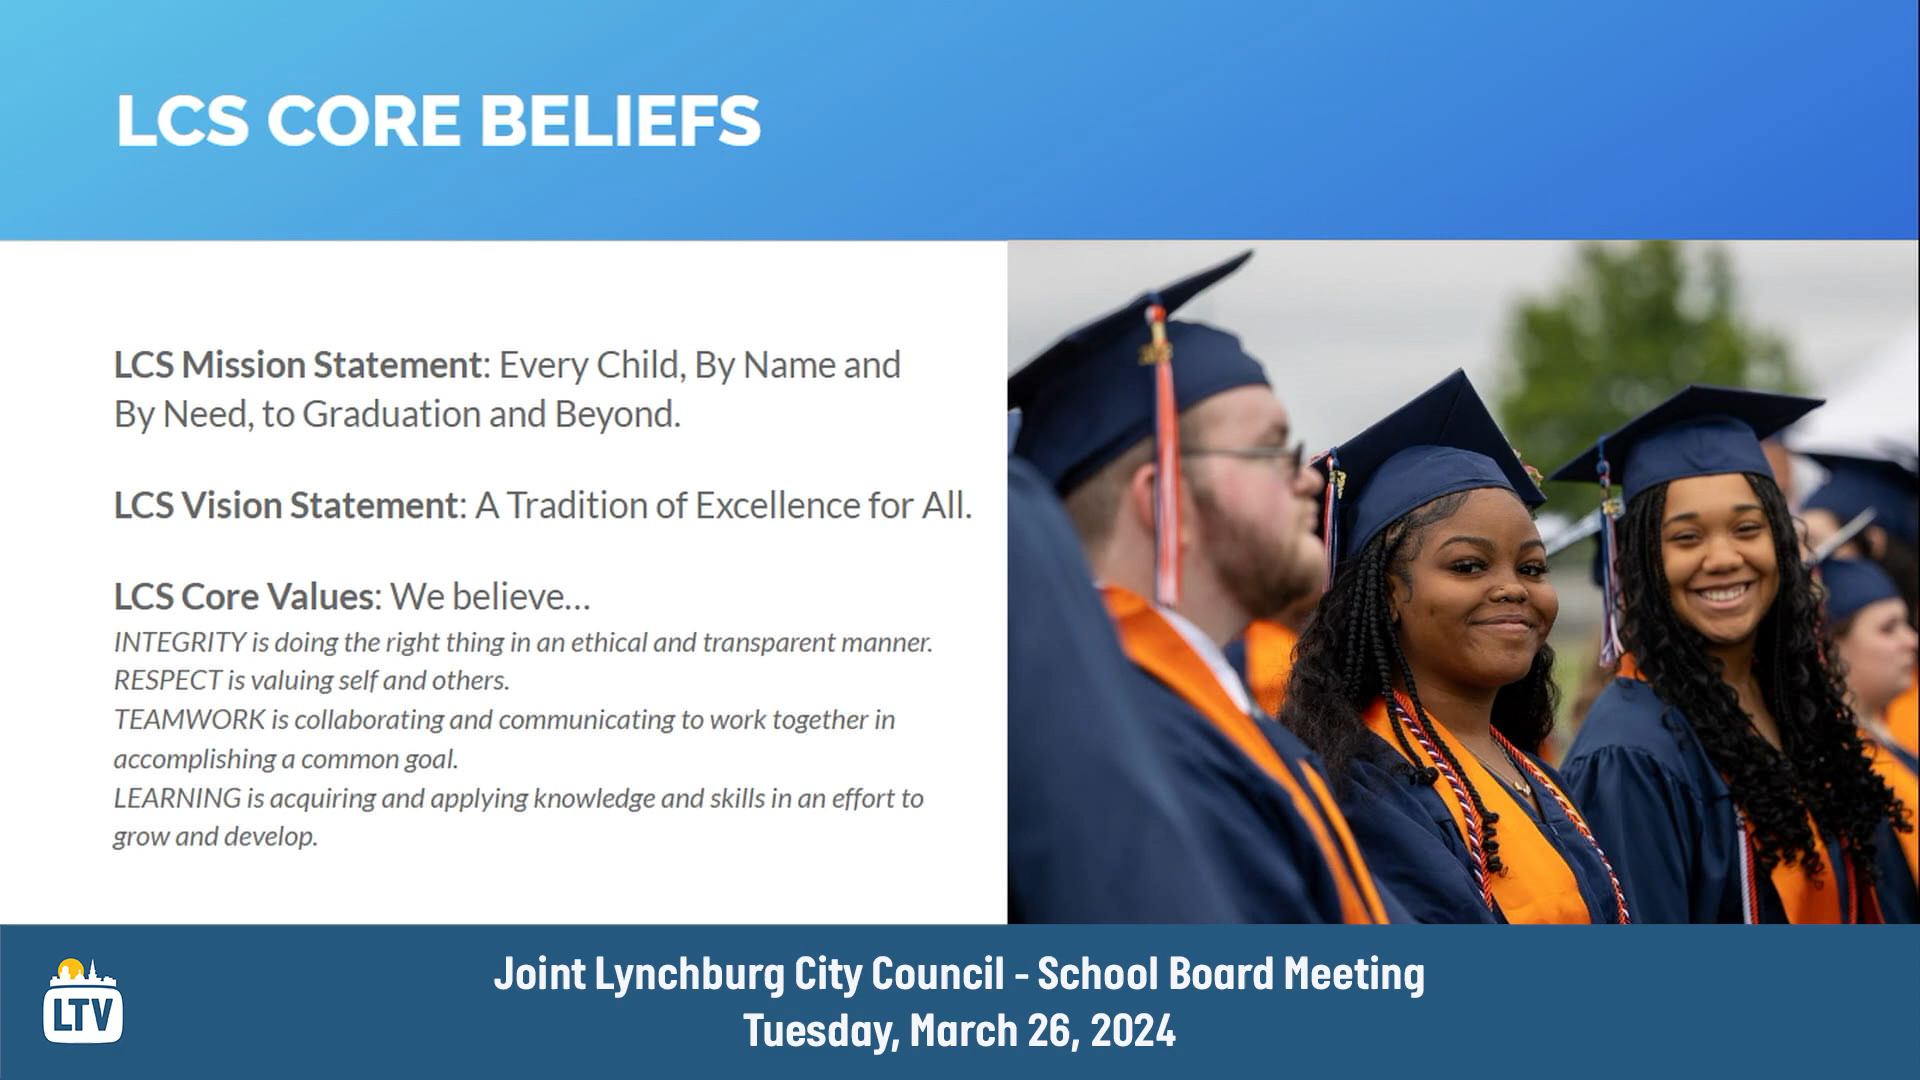 LCS CORE BELIEFS
LCS Mission Statement: Every Child, By Name and
By Need, to Graduation and Beyond.
LCS Vision Statement: A Tradition of Excellence for All.
LCS Core Values: We believe...
INTEGRITY is doing the right thing in an ethical and transparent manner.
RESPECT is valuing self and others.
TEAMWORK is collaborating and communicating to work together in
accomplishing a common goal.
LEARNING is acquiring and applying knowledge and skills in an effort to
grow and develop.
LTV
Joint Lynchburg City Council - School Board Meeting
Tuesday, March 26, 2024